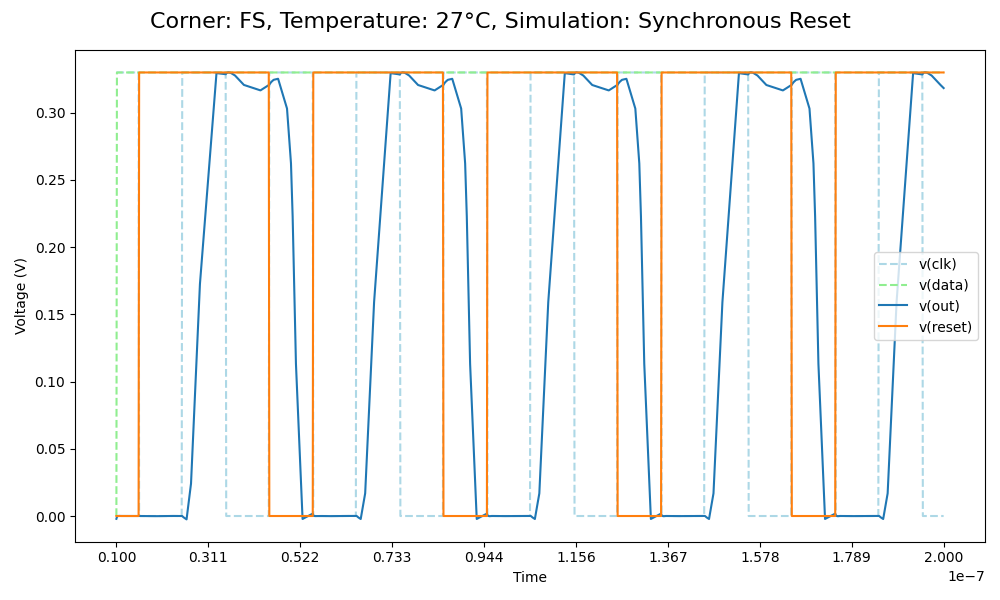 Corner: FS, Temperature: 27°C, Simulation: Synchronous Reset
Voltage (V)
0.30
0.25
0.20
0.15
0.10
0.05
0.00
v(clk)
v(data)
v(out)
v(reset)
0.100 0.311 0.522 0.733 0.944 1.156 1.367 1.578 1.789 2.000
Time
1e−7